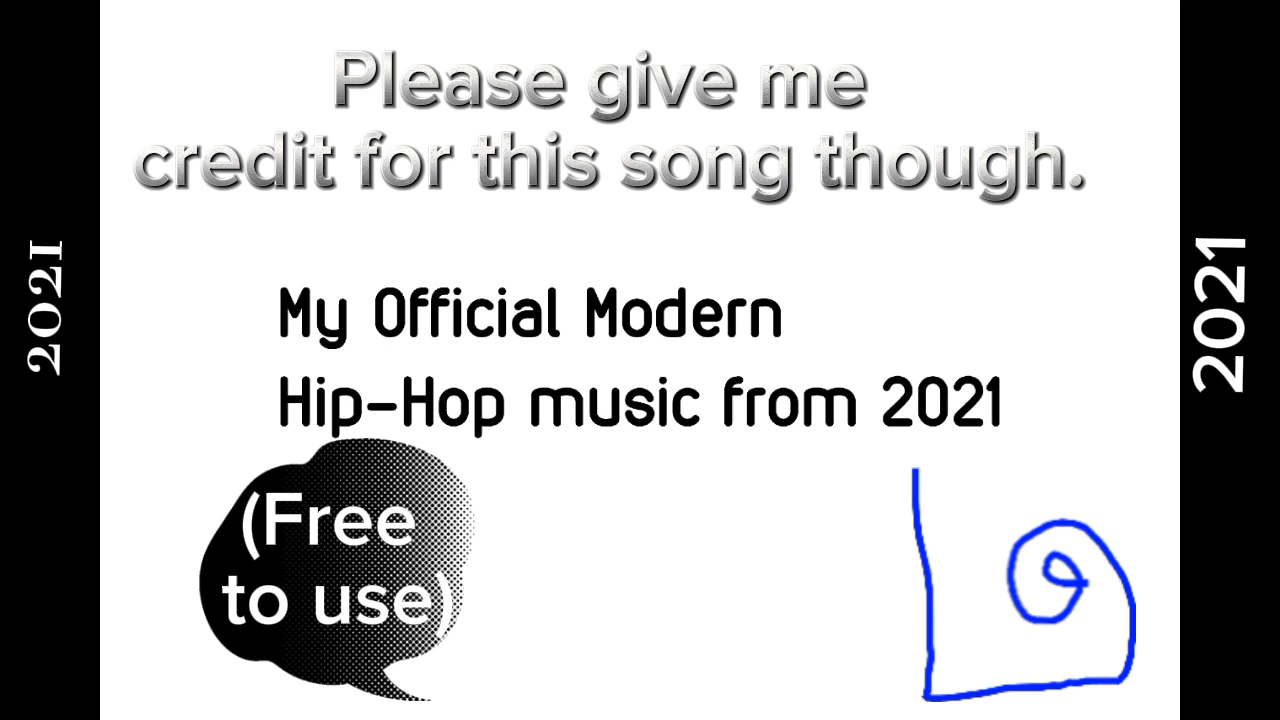 Please give me
credit for this song though.
2021
2021
My Official Modern
Hip-Hop music from 2021
(Free
to use)